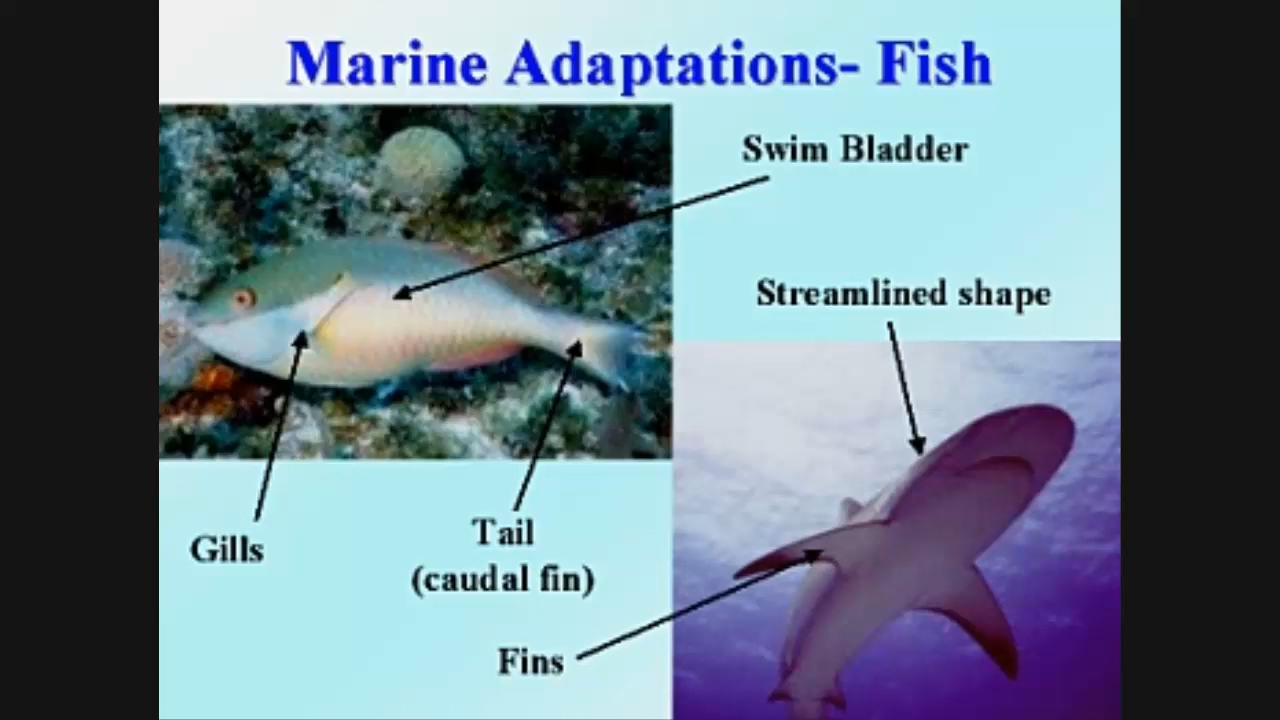 Marine Adaptations- Fish
Swim Bladder
Streamlined shape
Gills
Tail
(caudal fin)
Fins